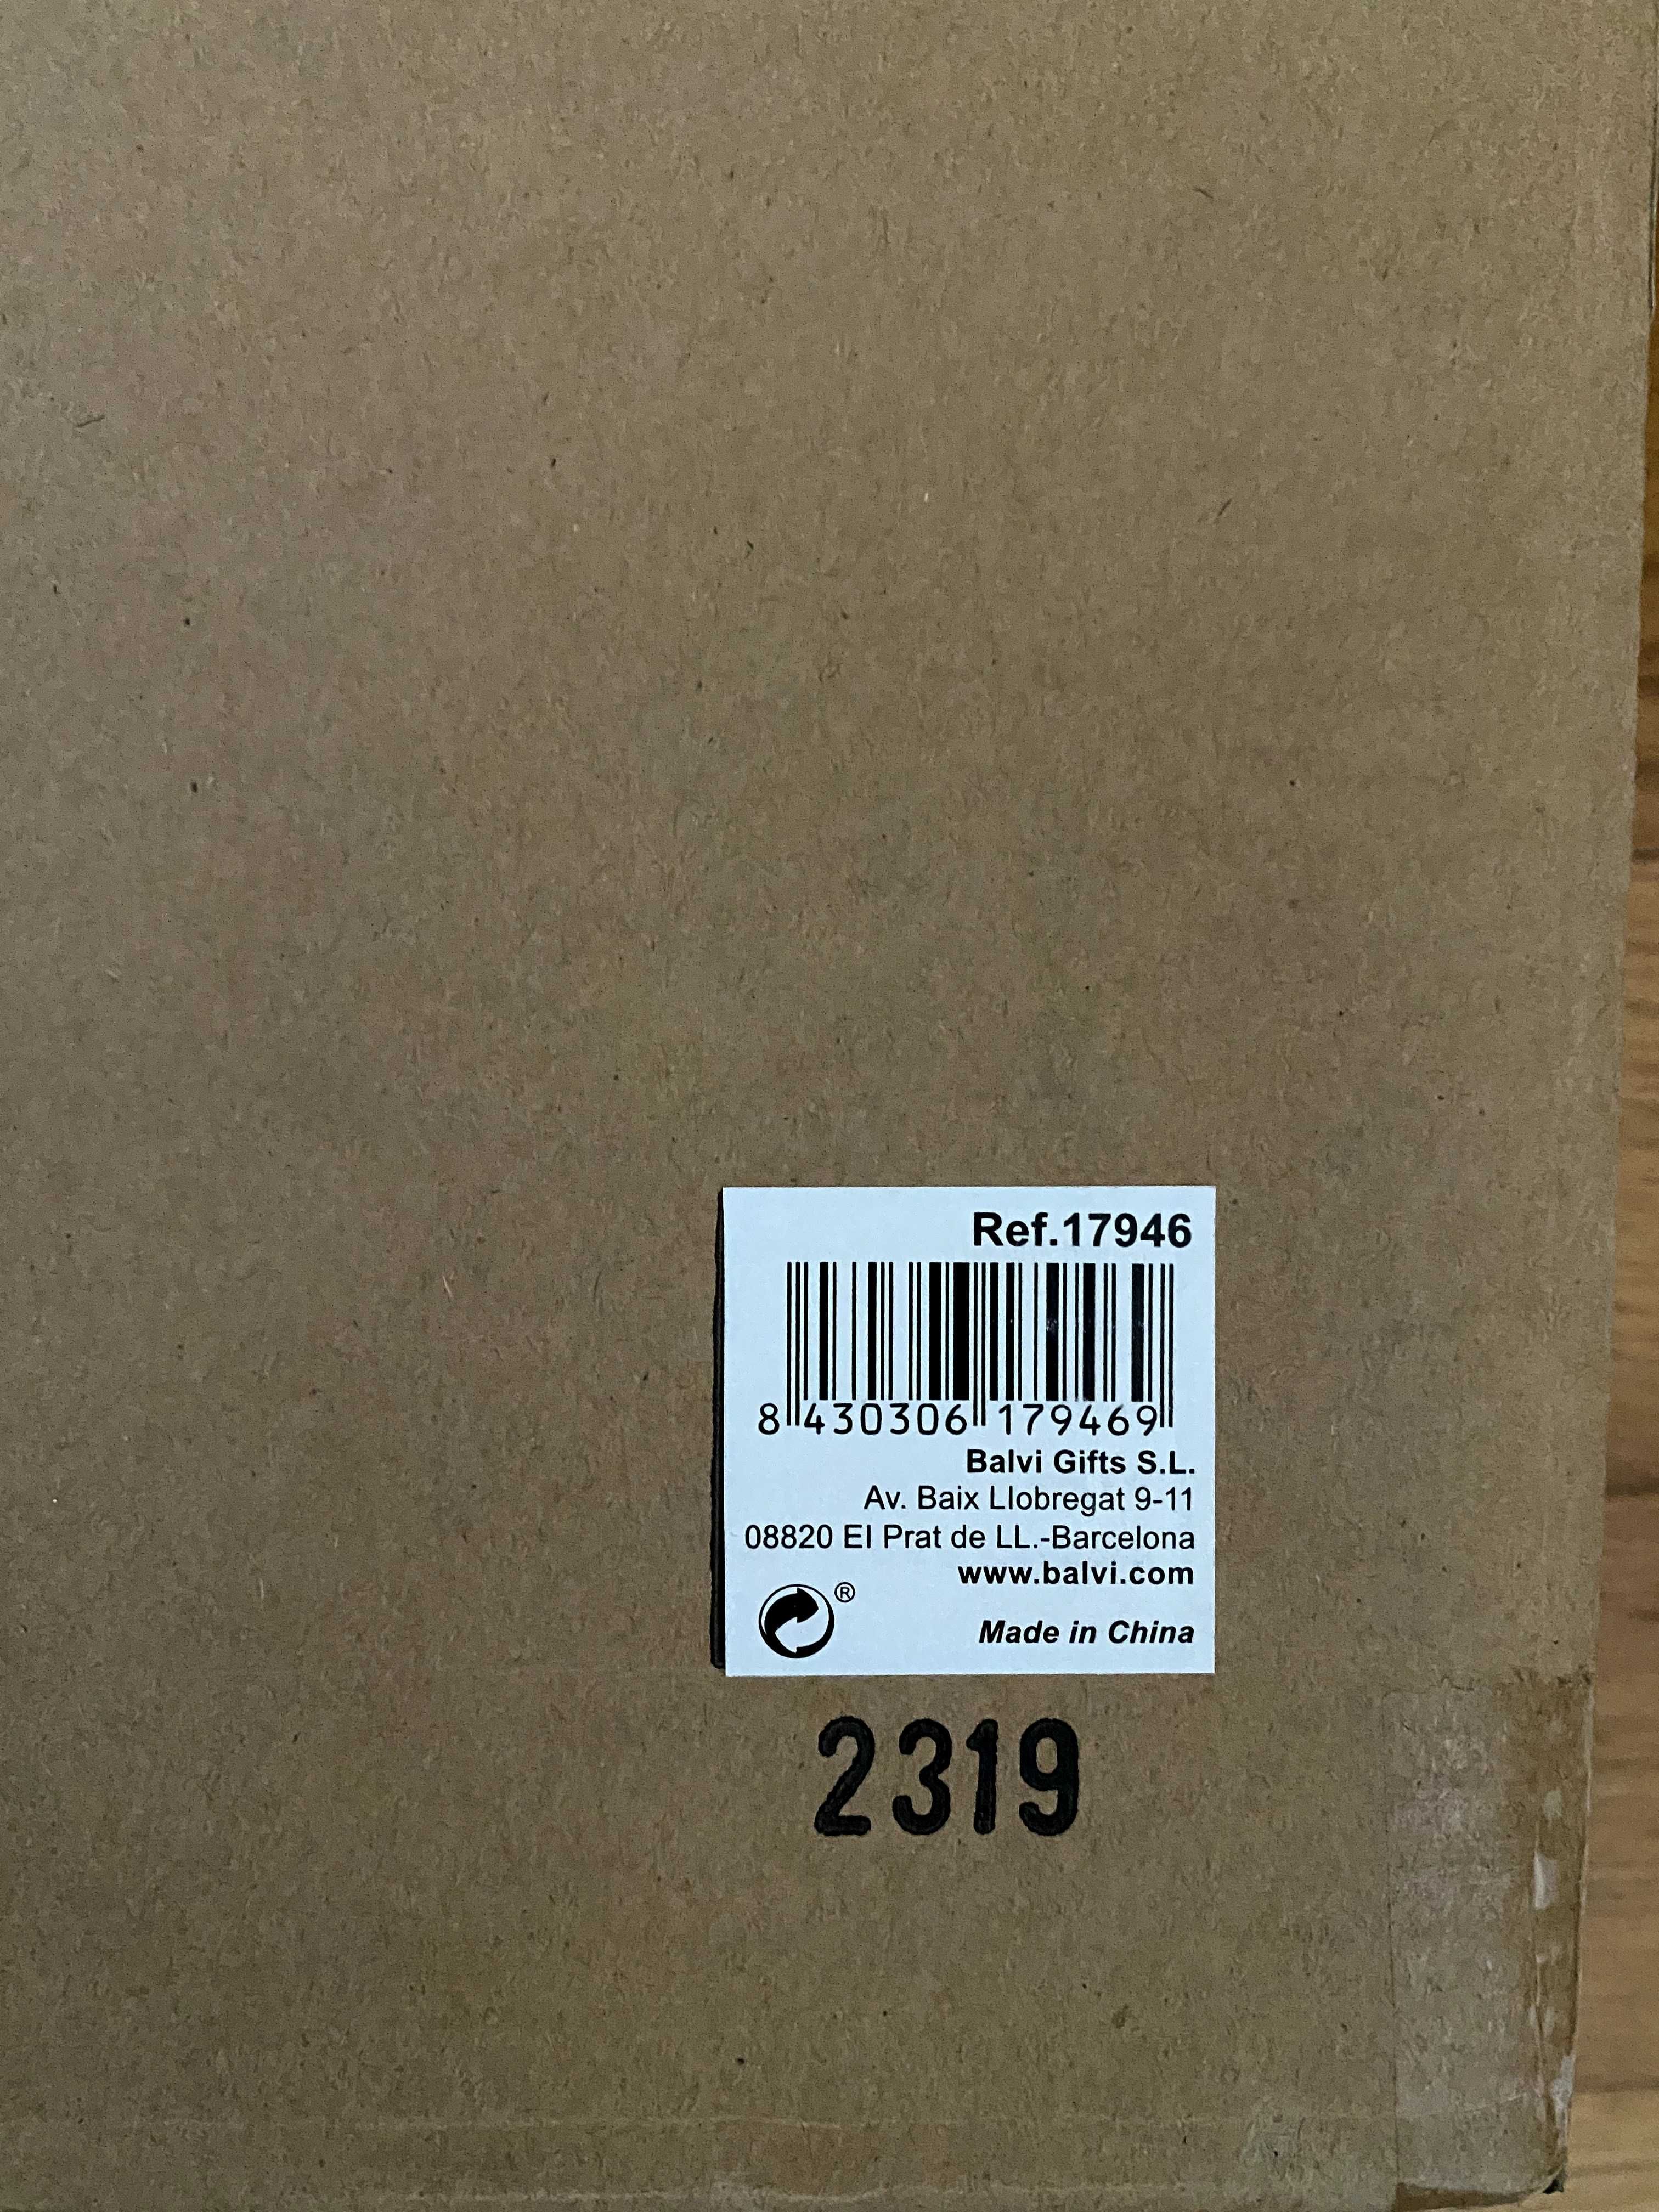 Ref.17946
8 430306 179469
Balvi Gifts S.L.
Av. Baix Llobregat 9-11
08820 El Prat de LL.-Barcelona
www.balvi.com
®
Made in China
2319